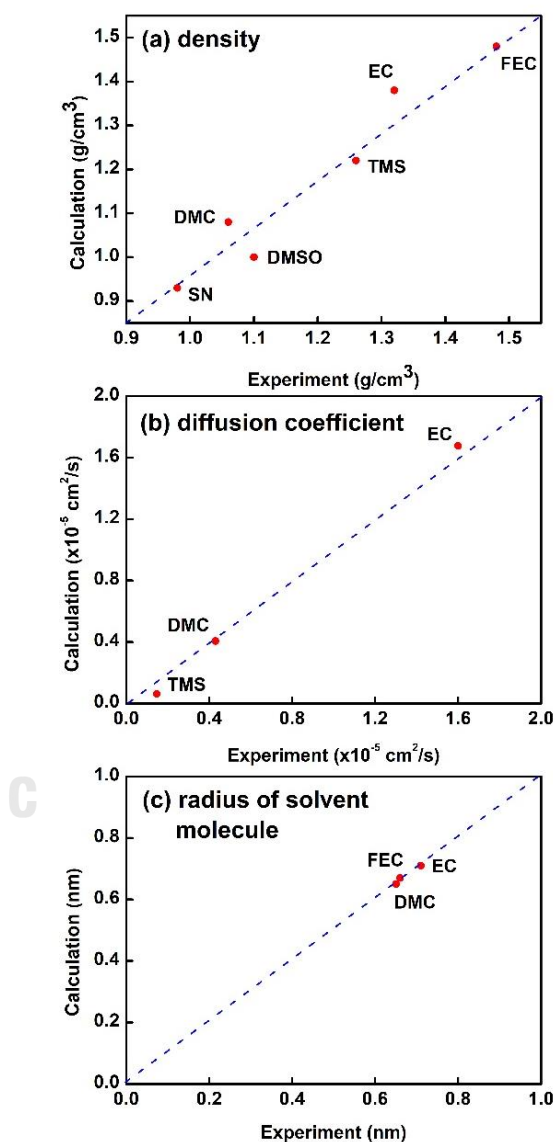 (a) density
1.5
1.4
1.3
1.2
1.1
1.0
0.9
Calculation (g/cm³)
EC
FEC
TMS
DMC
DMSO
SN
0.9 1.0 1.1 1.2 1.3 1.4 1.5
Experiment (g/cm³)
(b) diffusion coefficient
2.0
1.6
1.2
0.8
0.4
0.0
Calculation (x10⁻⁵ cm²/s)
EC
DMC
TMS
0.0 0.4 0.8 1.2 1.6 2.0
Experiment (x10⁻⁵ cm²/s)
(c) radius of solvent
molecule
1.0
0.8
0.6
0.4
0.2
0.0
Calculation (nm)
FEC
EC
DMC
0.0 0.2 0.4 0.6 0.8 1.0
Experiment (nm)
C